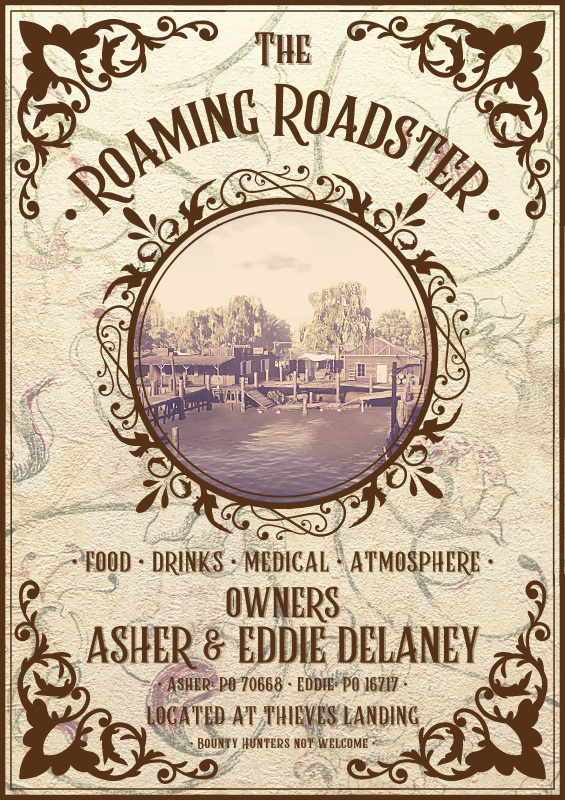 The
Roaming Roadster
· Food · Drinks · Medical · Atmosphere ·
Owners
Asher & Eddie Delaney
· Asher: PO 70668 · Eddie: PO 16717 ·
Located at Thieves Landing
· Bounty Hunters not welcome ·